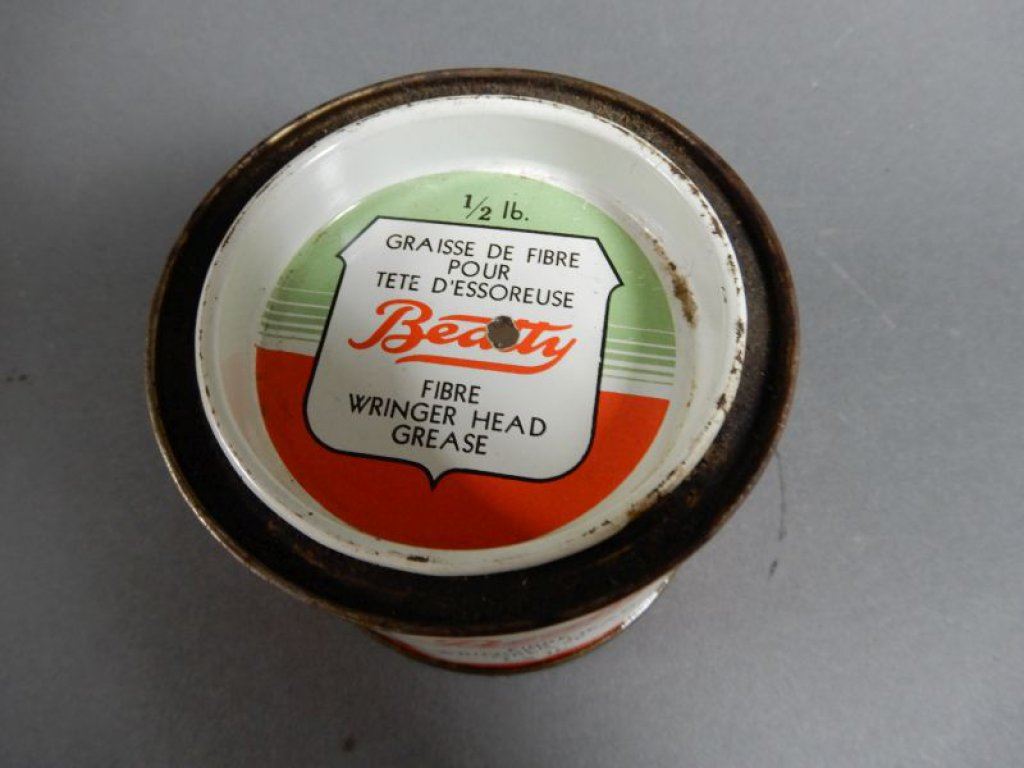 1/2 lb.
GRAISSE DE FIBRE
POUR
TETE D'ESSOREUSE
Beatty
FIBRE
WRINGER HEAD
GREASE